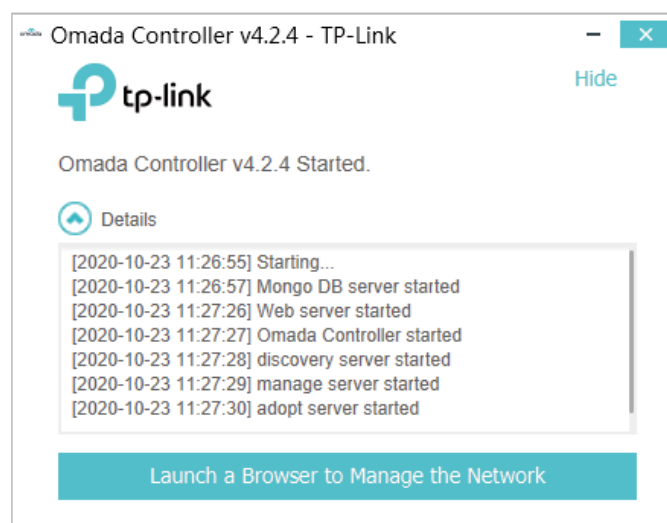 Omada Controller v4.2.4 - TP-Link
tp-link
Hide
Omada Controller v4.2.4 Started.
Details
[2020-10-23 11:26:55] Starting...
[2020-10-23 11:26:57] Mongo DB server started
[2020-10-23 11:27:26] Web server started
[2020-10-23 11:27:27] Omada Controller started
[2020-10-23 11:27:28] discovery server started
[2020-10-23 11:27:29] manage server started
[2020-10-23 11:27:30] adopt server started
Launch a Browser to Manage the Network